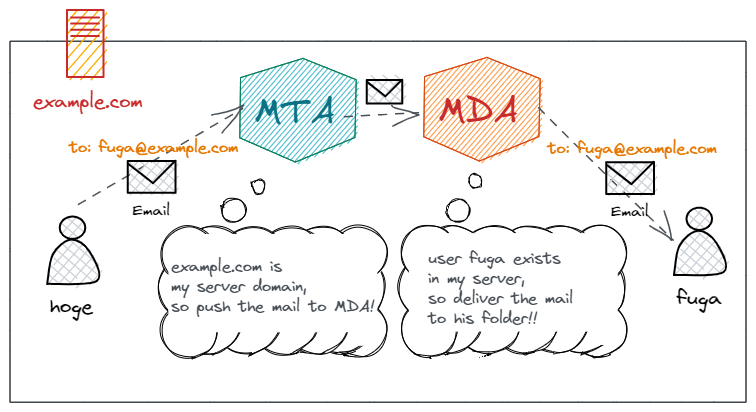 example.com
MTA
MDA
to: fuga@example.com
to: fuga@example.com
Email
Email
example.com is
my server domain,
so push the mail to MDA!
user fuga exists
in my server,
so deliver the mail
to his folder!!
hoge
fuga